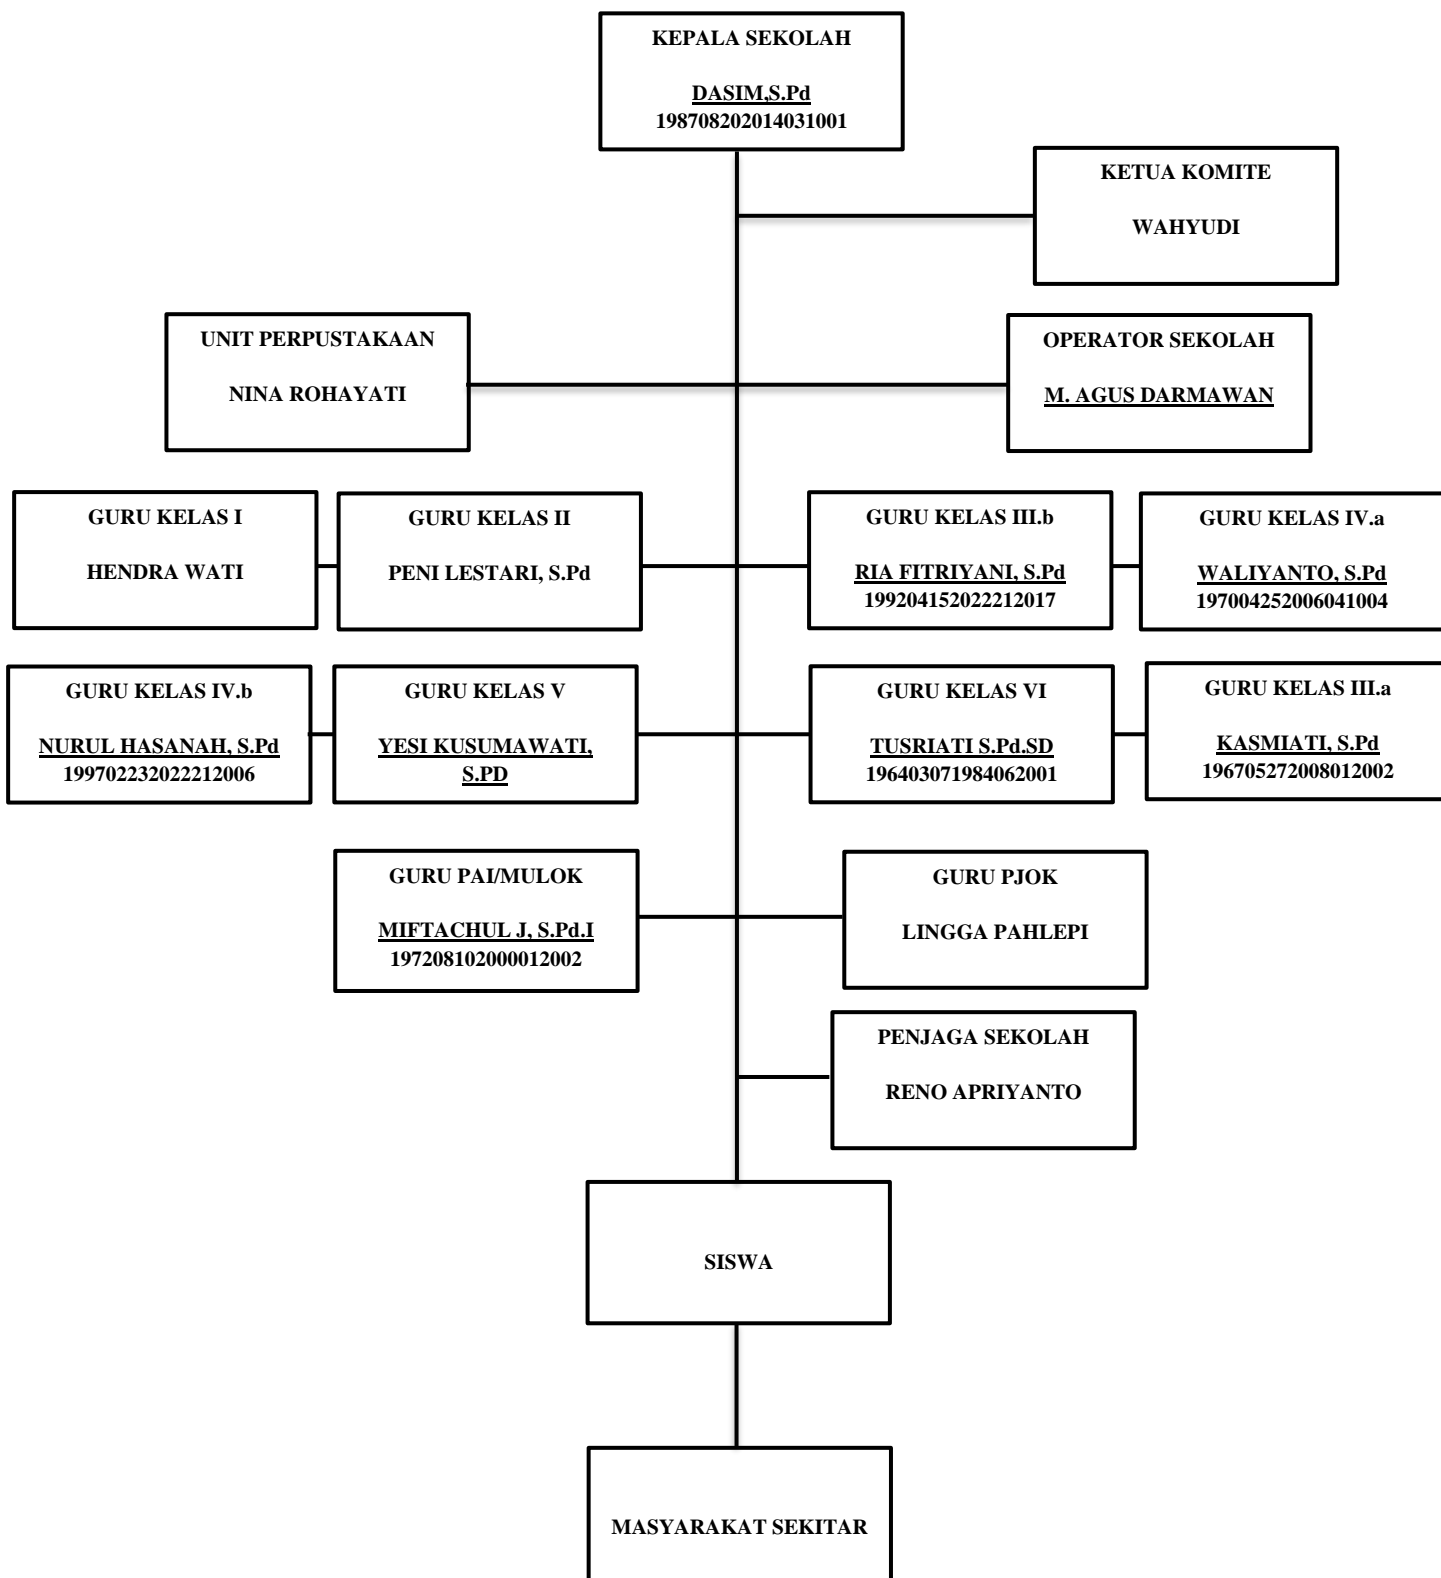 KEPALA SEKOLAH
DASIM,S.Pd
198708202014031001
KETUA KOMITE
WAHYUDI
UNIT PERPUSTAKAAN
NINA ROHAYATI
OPERATOR SEKOLAH
M. AGUS DARMAWAN
GURU KELAS I
HENDRA WATI
GURU KELAS II
PENI LESTARI, S.Pd
GURU KELAS III.b
RIA FITRIYANI, S.Pd
199204152022212017
GURU KELAS IV.a
WALIYANTO, S.Pd
197004252006041004
GURU KELAS IV.b
NURUL HASANAH, S.Pd
199702232022212006
GURU KELAS V
YESI KUSUMAWATI,
S.PD
GURU KELAS VI
TUSRIATI S.Pd.SD
196403071984062001
GURU KELAS III.a
KASMIATI, S.Pd
196705272008012002
GURU PAI/MULOK
MIFTACHUL J, S.Pd.I
197208102000012002
GURU PJOK
LINGGA PAHLEPI
PENJAGA SEKOLAH
RENO APRIYANTO
SISWA
MASYARAKAT SEKITAR